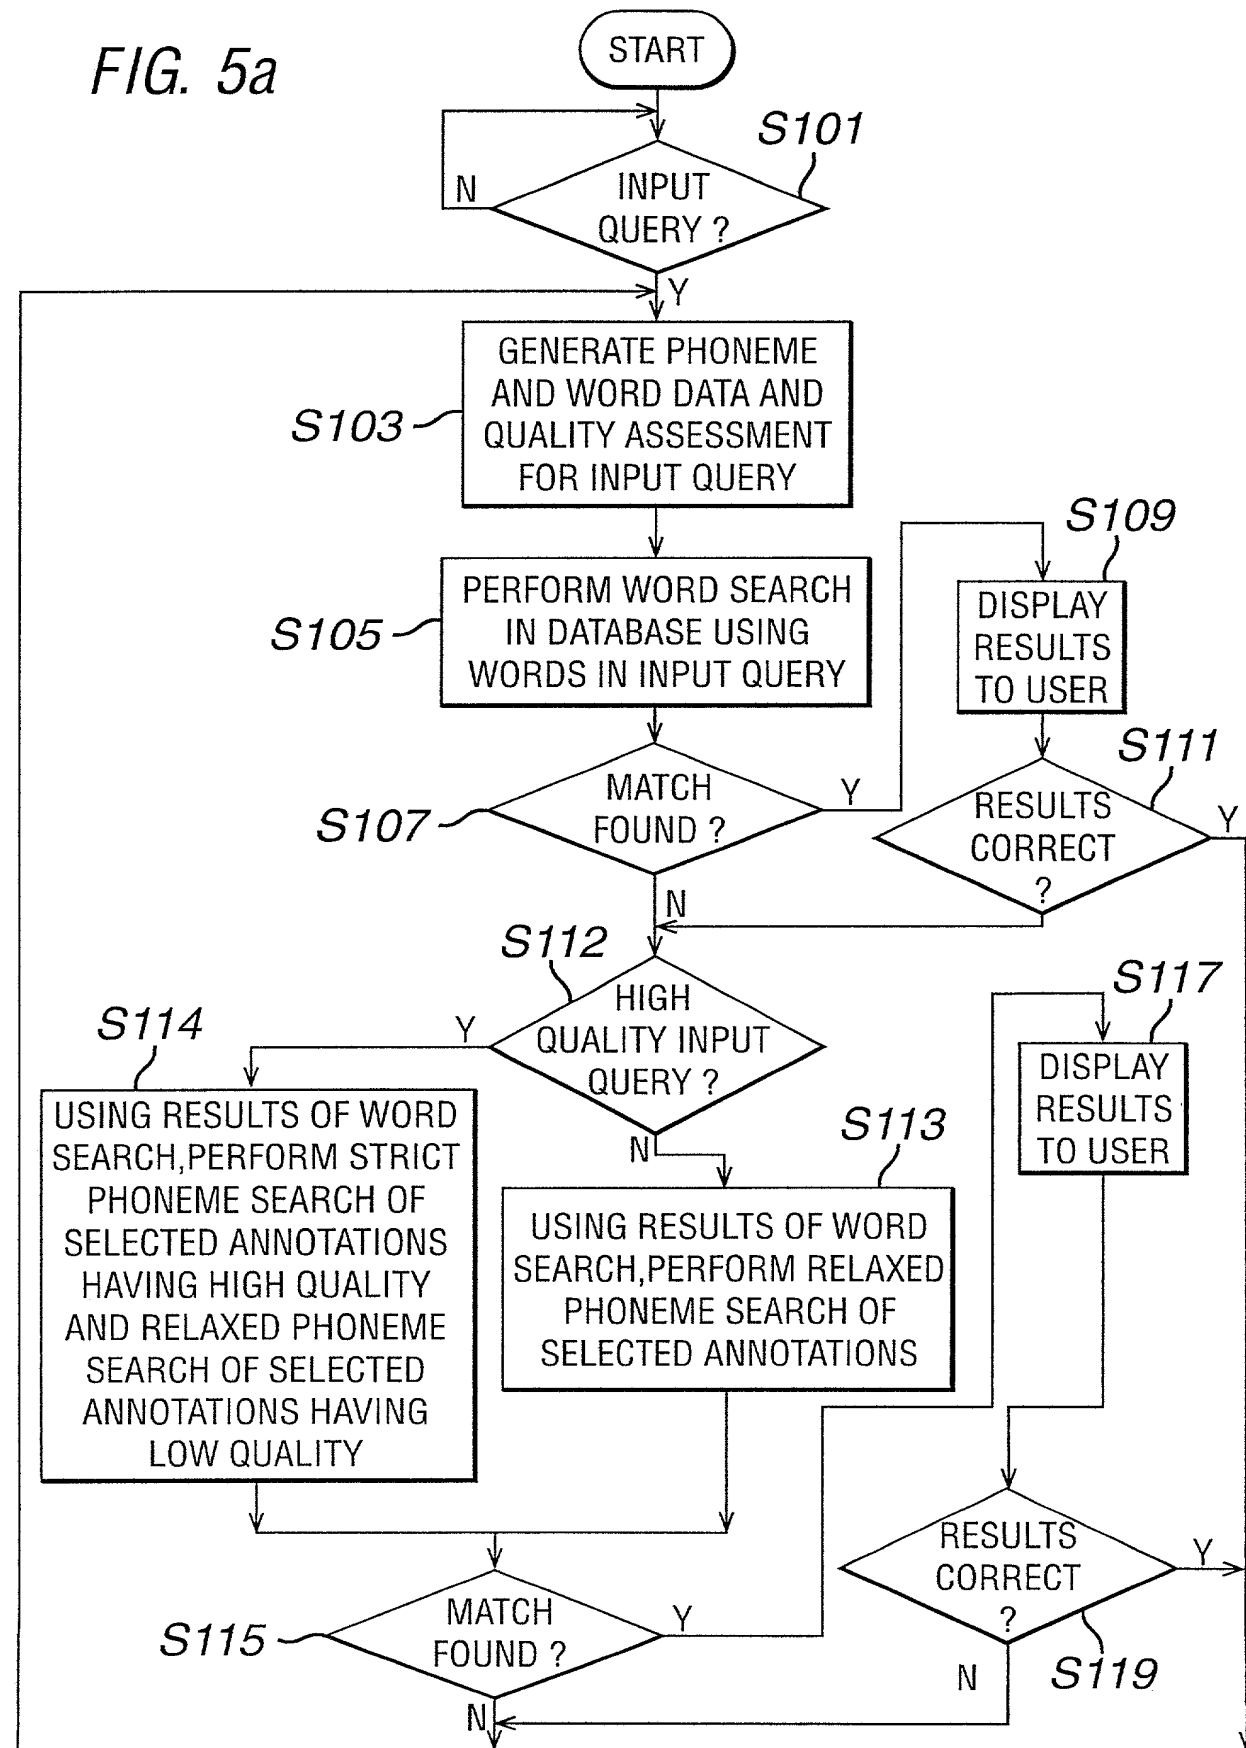 FIG. 5a
START
S101
INPUT
QUERY ?
N
Y
GENERATE PHONEME
AND WORD DATA AND
QUALITY ASSESSMENT
FOR INPUT QUERY
S103
S109
DISPLAY
RESULTS
TO USER
PERFORM WORD SEARCH
IN DATABASE USING
WORDS IN INPUT QUERY
S105
S111
MATCH
FOUND ?
Y
S107
N
RESULTS
CORRECT
?
Y
S112
HIGH
QUALITY INPUT
QUERY ?
Y
N
S117
DISPLAY
RESULTS
TO USER
S114
USING RESULTS OF WORD
SEARCH,PERFORM STRICT
PHONEME SEARCH OF
SELECTED ANNOTATIONS
HAVING HIGH QUALITY
AND RELAXED PHONEME
SEARCH OF SELECTED
ANNOTATIONS HAVING
LOW QUALITY
S113
USING RESULTS OF WORD
SEARCH,PERFORM RELAXED
PHONEME SEARCH OF
SELECTED ANNOTATIONS
RESULTS
CORRECT
?
Y
N
S119
MATCH
FOUND ?
Y
S115
N